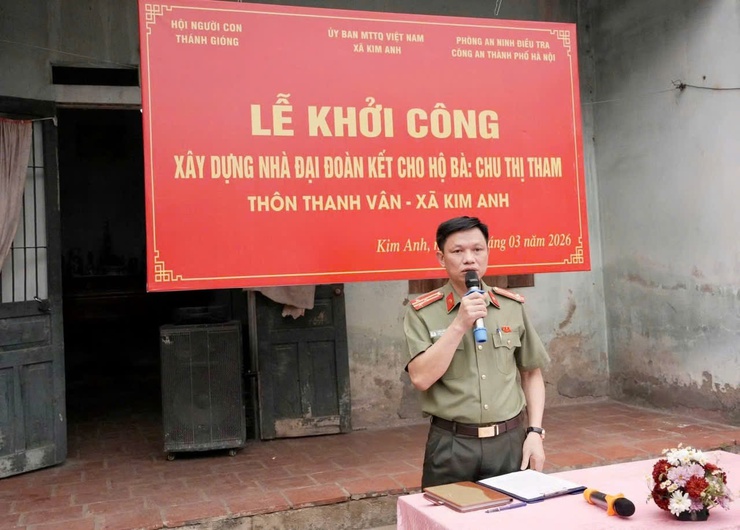 HỘI NGƯỜI CON
THÁNH GIÓNG
ỦY BAN MTTQ VIỆT NAM
XÃ KIM ANH
PHÒNG AN NINH ĐIỀU TRA
CÔNG AN THÀNH PHỐ HÀ NỘI
LỄ KHỞI CÔNG
XÂY DỰNG NHÀ ĐẠI ĐOÀN KẾT CHO HỘ BÀ: CHU THỊ THAM
THÔN THANH VÂN - XÃ KIM ANH
Kim Anh, 03 năm 2026